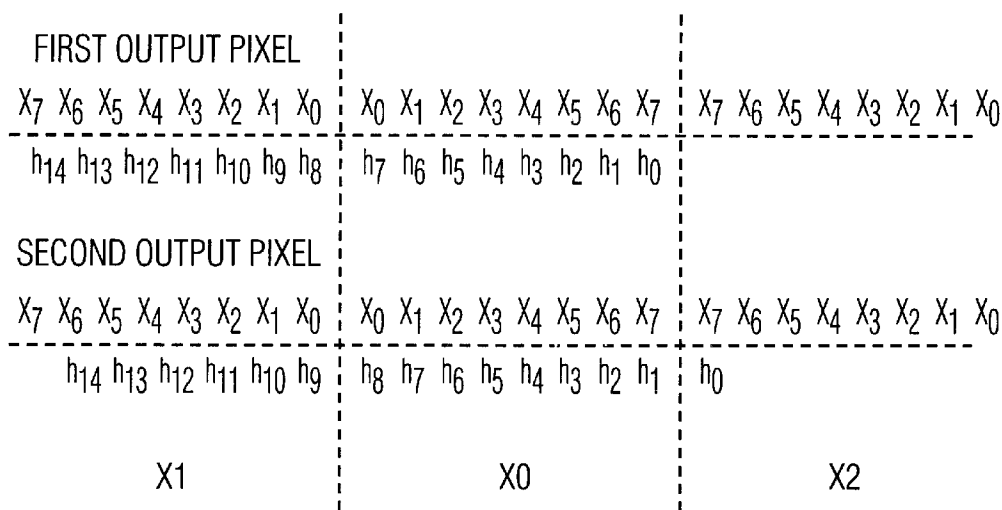 FIRST OUTPUT PIXEL
X7 X6 X5 X4 X3 X2 X1 X0 X0 X1 X2 X3 X4 X5 X6 X7 X7 X6 X5 X4 X3 X2 X1 X0
h14 h13 h12 h11 h10 h9 h8 h7 h6 h5 h4 h3 h2 h1 h0
SECOND OUTPUT PIXEL
X7 X6 X5 X4 X3 X2 X1 X0 X0 X1 X2 X3 X4 X5 X6 X7 X7 X6 X5 X4 X3 X2 X1 X0
h14 h13 h12 h11 h10 h9 h8 h7 h6 h5 h4 h3 h2 h1 h0
X1 X0 X2